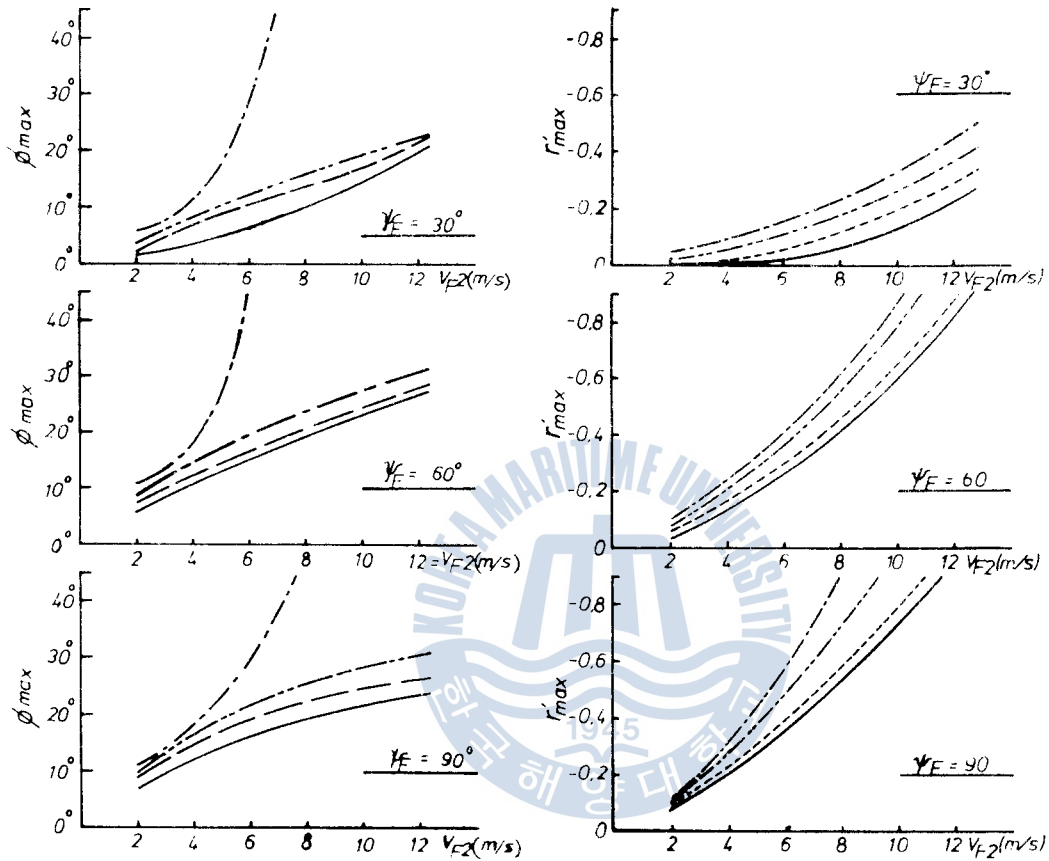 40°
30°
20°
10°
0°
ϕmax
ψF = 30°
2 4 6 8 10 12 VF2(m/s)
-0.8
-0.6
-0.4
-0.2
0
r'max
ψF = 30°
2 4 6 8 10 12 VF2(m/s)
40°
30°
20°
10°
0°
ϕmax
ψF = 60°
2 4 6 8 10 12 = VF2(m/s)
-0.8
-0.6
-0.4
-0.2
0
r'max
ψF = 60
2 4 6 8 10 12 VF2(m/s)
40°
30°
20°
10°
0°
ϕmax
ψF = 90°
2 4 6 8 10 12 VF2(m/s)
-0.8
-0.6
-0.4
-0.2
0
r'max
ψF = 90
2 4 6 8 10 12 VF2(m/s)
KOREA MARITIME UNIVERSITY
1945
한국해양대학교